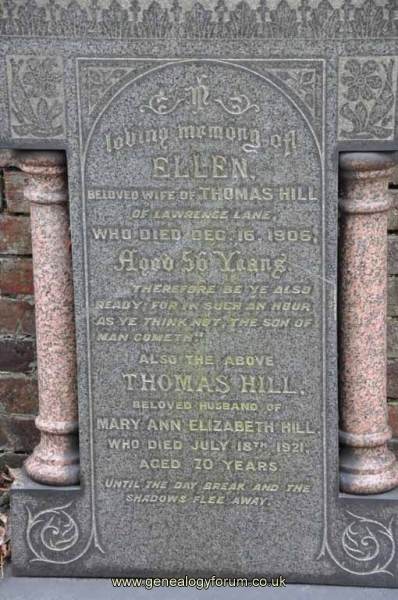 In
loving memory of
ELLEN,
BELOVED WIFE OF THOMAS HILL
OF LAWRENCE LANE,
WHO DIED DEC. 16, 1906,
Aged 56 Years.
"THEREFORE BE YE ALSO
READY; FOR IN SUCH AN HOUR
AS YE THINK NOT, THE SON OF
MAN COMETH"
ALSO THE ABOVE
THOMAS HILL.
BELOVED HUSBAND OF
MARY ANN ELIZABETH HILL,
WHO DIED JULY 18TH 1921,
AGED 70 YEARS.
UNTIL THE DAY BREAK AND THE
SHADOWS FLEE AWAY.
www.genealogyforum.co.uk